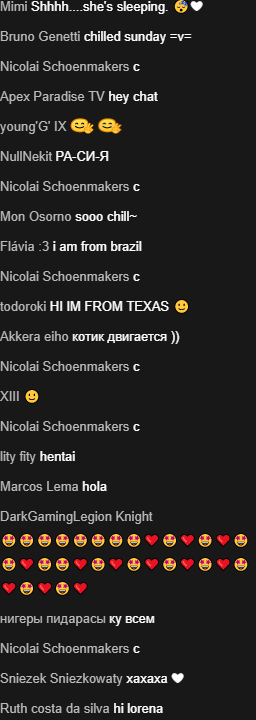 Mimi Shhhh....she's sleeping. 😴🤍
Bruno Genetti chilled sunday =v=
Nicolai Schoenmakers c
Apex Paradise TV hey chat
young'G' IX 🤗 🤗
NullNekit РА-СИ-Я
Nicolai Schoenmakers c
Mon Osorno sooo chill~
Flávia :3 i am from brazil
Nicolai Schoenmakers c
todoroki HI IM FROM TEXAS 🙂
Akkera eiho котик двигается ))
Nicolai Schoenmakers c
XIII 🙂
Nicolai Schoenmakers c
lity fity hentai
Marcos Lema hola
DarkGamingLegion Knight
🤩🤩🤩🤩🤩🤩🤩🤩❤🤩❤🤩❤🤩
🤩❤🤩🤩❤🤩❤🤩❤🤩❤🤩❤🤩
❤🤩❤🤩❤
нигеры пидарасы ку всем
Nicolai Schoenmakers c
Sniezek Sniezkowaty xaxaxa 🤍
Ruth costa da silva hi lorena